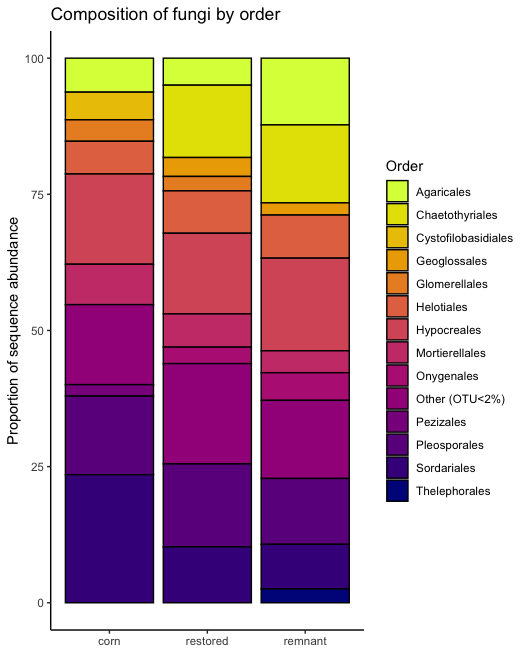 Composition of fungi by order
Proportion of sequence abundance
100
75
50
25
0
corn restored remnant
Order
Agaricales
Chaetothyriales
Cystofilobasidiales
Geoglossales
Glomerellales
Helotiales
Hypocreales
Mortierellales
Onygenales
Other (OTU<2%)
Pezizales
Pleosporales
Sordariales
Thelephorales